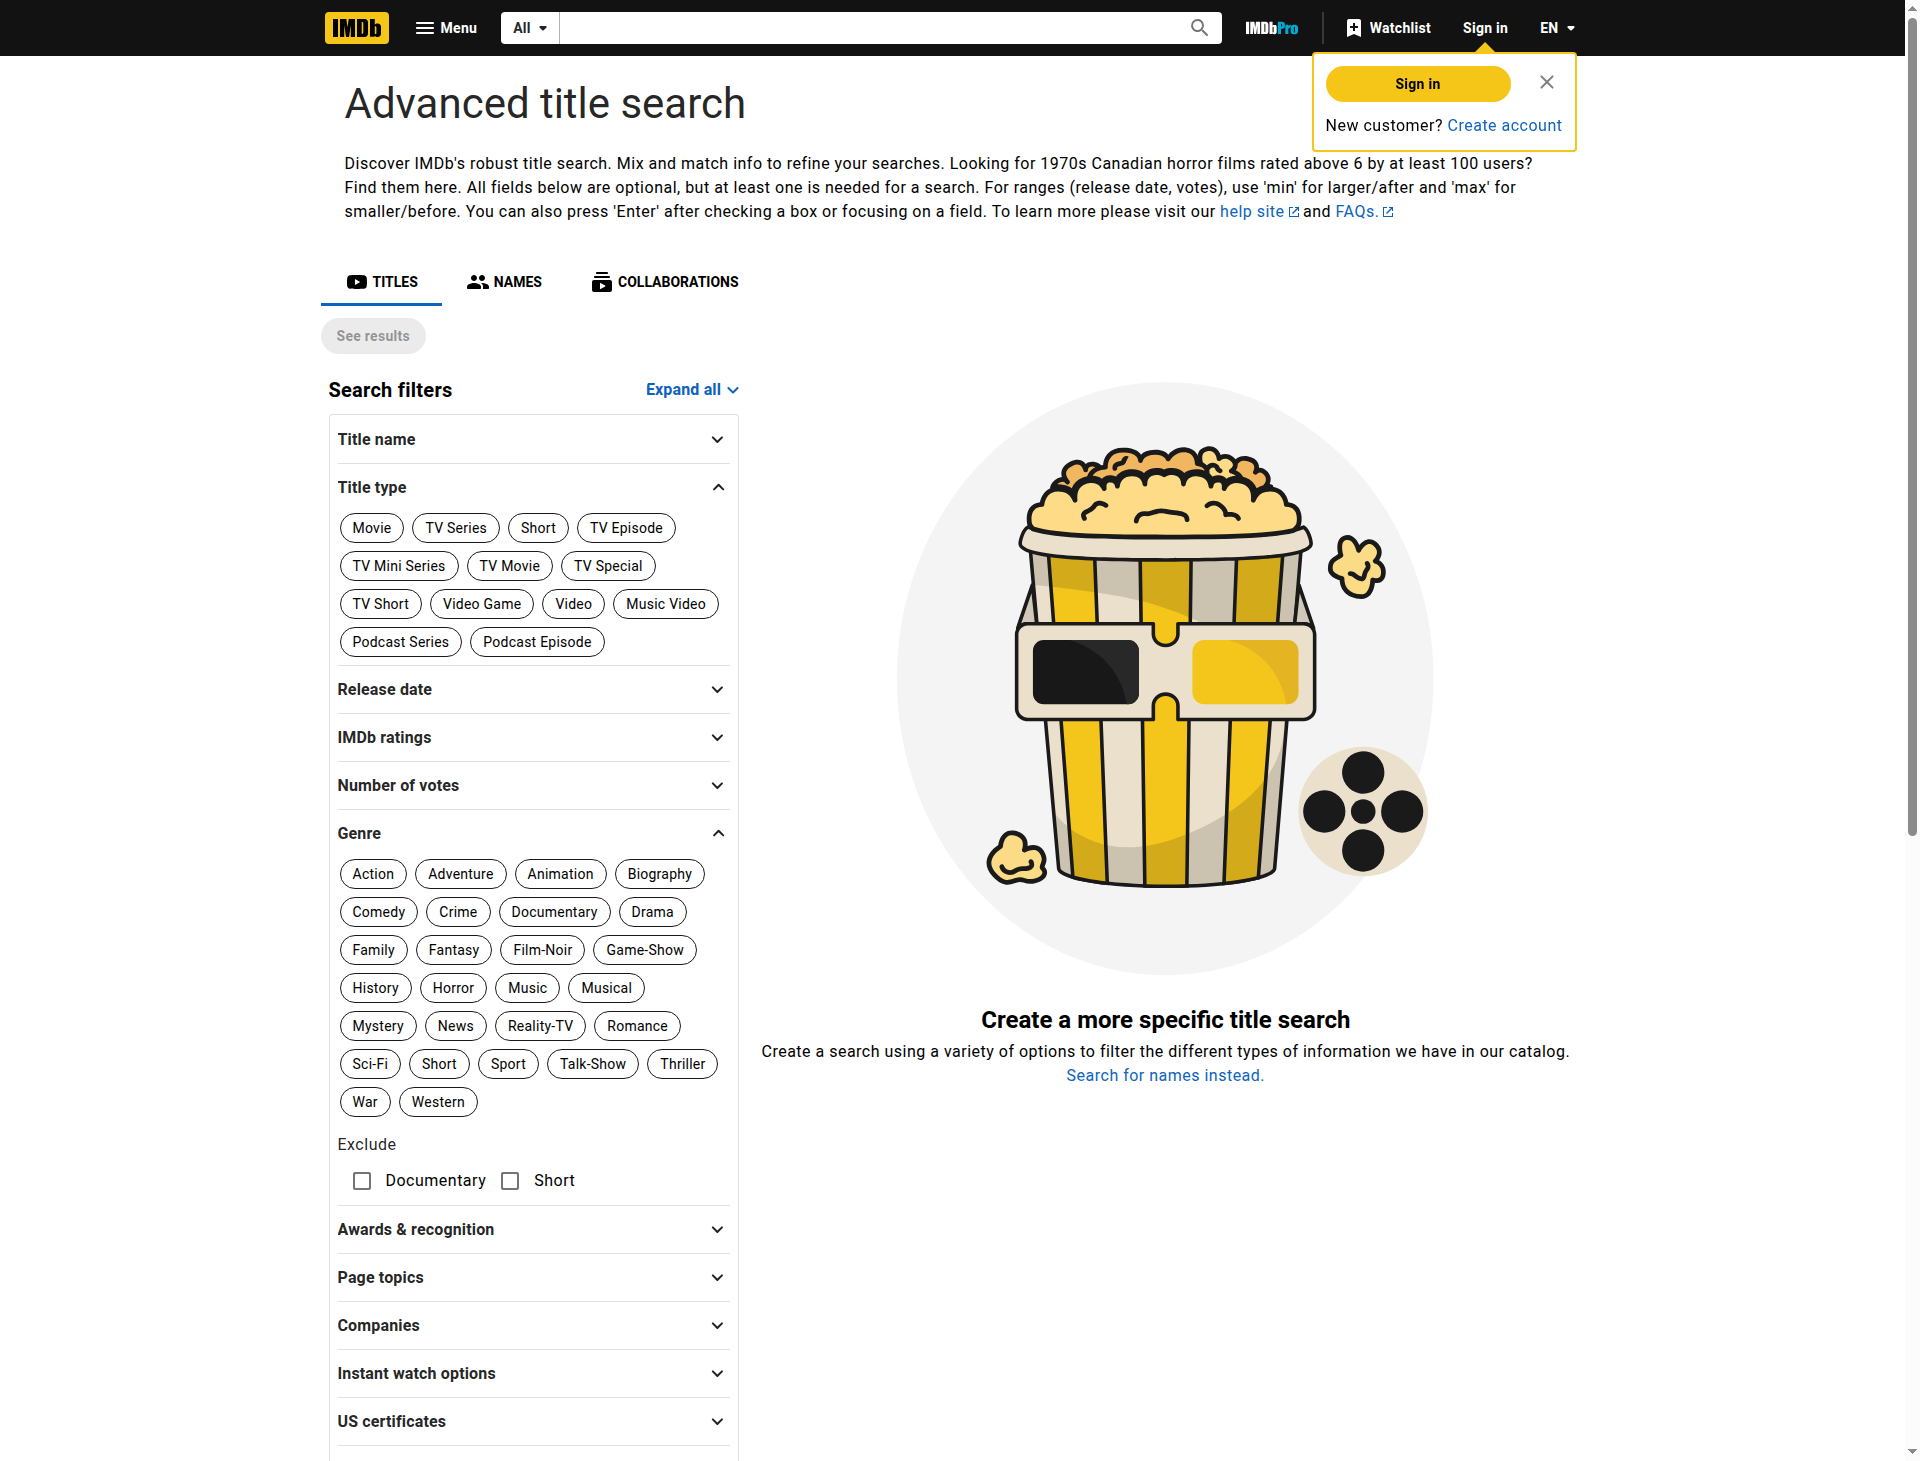 IMDb Menu All IMDbPro Watchlist Sign in EN
Sign in
New customer? Create account
Advanced title search
Discover IMDb's robust title search. Mix and match info to refine your searches. Looking for 1970s Canadian horror films rated above 6 by at least 100 users?
Find them here. All fields below are optional, but at least one is needed for a search. For ranges (release date, votes), use 'min' for larger/after and 'max' for
smaller/before. You can also press 'Enter' after checking a box or focusing on a field. To learn more please visit our help site and FAQs.
TITLES NAMES COLLABORATIONS
See results
Search filters Expand all
Title name
Title type
Movie TV Series Short TV Episode
TV Mini Series TV Movie TV Special
TV Short Video Game Video Music Video
Podcast Series Podcast Episode
Release date
IMDb ratings
Number of votes
Genre
Action Adventure Animation Biography
Comedy Crime Documentary Drama
Family Fantasy Film-Noir Game-Show
History Horror Music Musical
Mystery News Reality-TV Romance
Sci-Fi Short Sport Talk-Show Thriller
War Western
Exclude
Documentary Short
Awards & recognition
Page topics
Companies
Instant watch options
US certificates
Create a more specific title search
Create a search using a variety of options to filter the different types of information we have in our catalog.
Search for names instead.